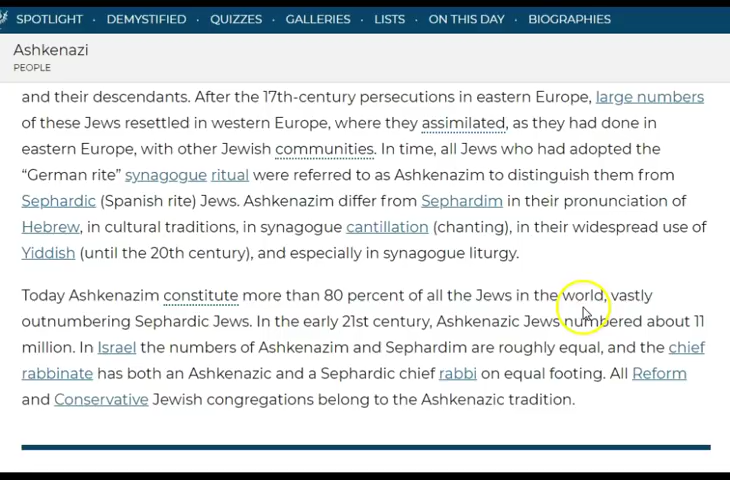 SPOTLIGHT · DEMYSTIFIED · QUIZZES · GALLERIES · LISTS · ON THIS DAY · BIOGRAPHIES
Ashkenazi
PEOPLE
and their descendants. After the 17th-century persecutions in eastern Europe, large numbers
of these Jews resettled in western Europe, where they assimilated, as they had done in
eastern Europe, with other Jewish communities. In time, all Jews who had adopted the
“German rite” synagogue ritual were referred to as Ashkenazim to distinguish them from
Sephardic (Spanish rite) Jews. Ashkenazim differ from Sephardim in their pronunciation of
Hebrew, in cultural traditions, in synagogue cantillation (chanting), in their widespread use of
Yiddish (until the 20th century), and especially in synagogue liturgy.
Today Ashkenazim constitute more than 80 percent of all the Jews in the world, vastly
outnumbering Sephardic Jews. In the early 21st century, Ashkenazic Jews numbered about 11
million. In Israel the numbers of Ashkenazim and Sephardim are roughly equal, and the chief
rabbinate has both an Ashkenazic and a Sephardic chief rabbi on equal footing. All Reform
and Conservative Jewish congregations belong to the Ashkenazic tradition.